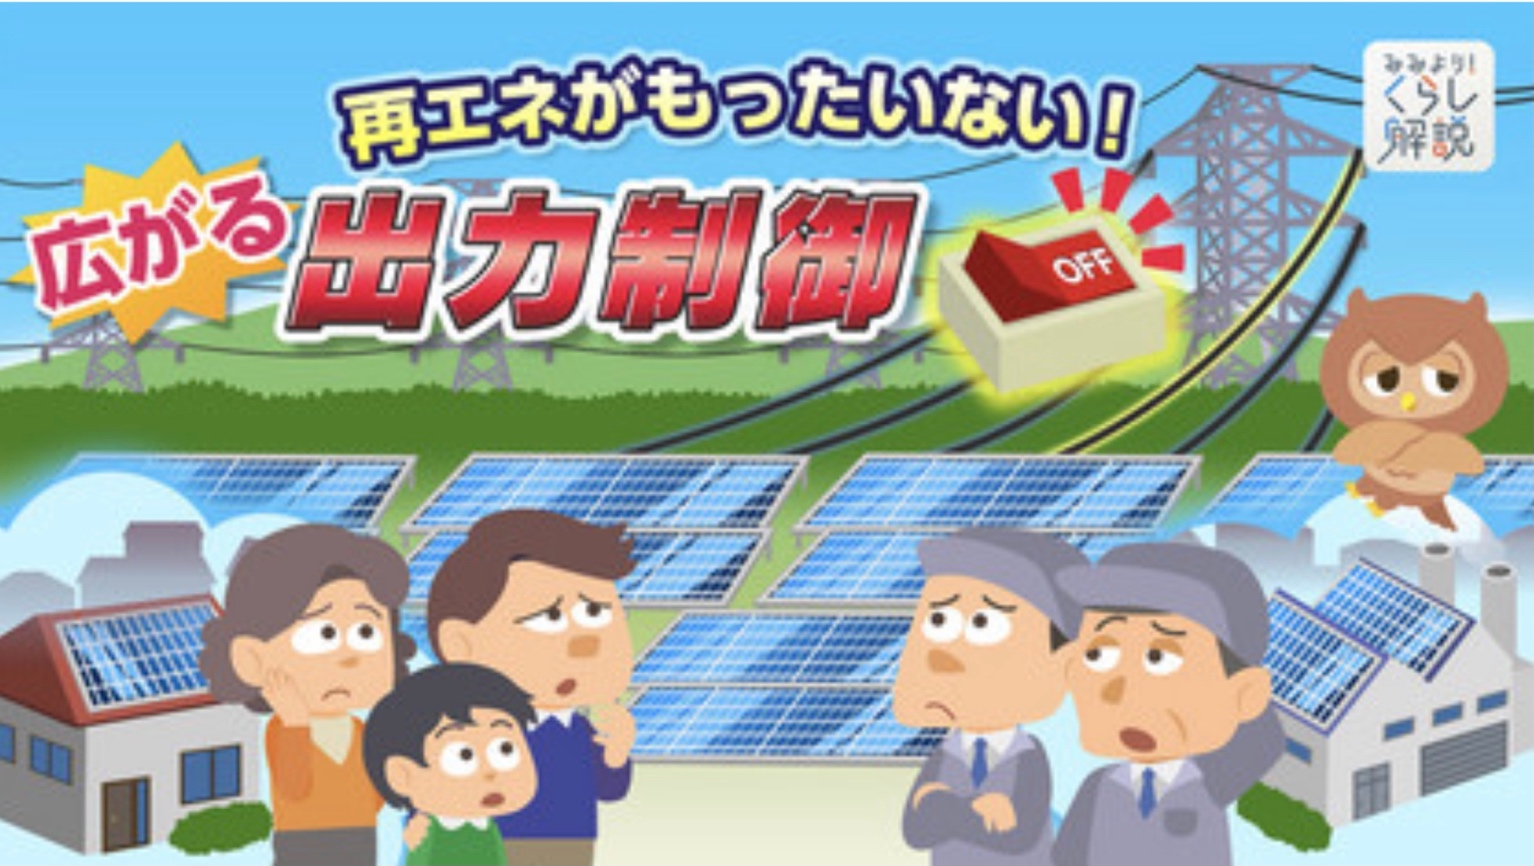 再エネがもったいない！
広がる
出力制御
OFF
みみより！
くらし
解説